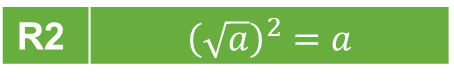 R2 (√a)² = a